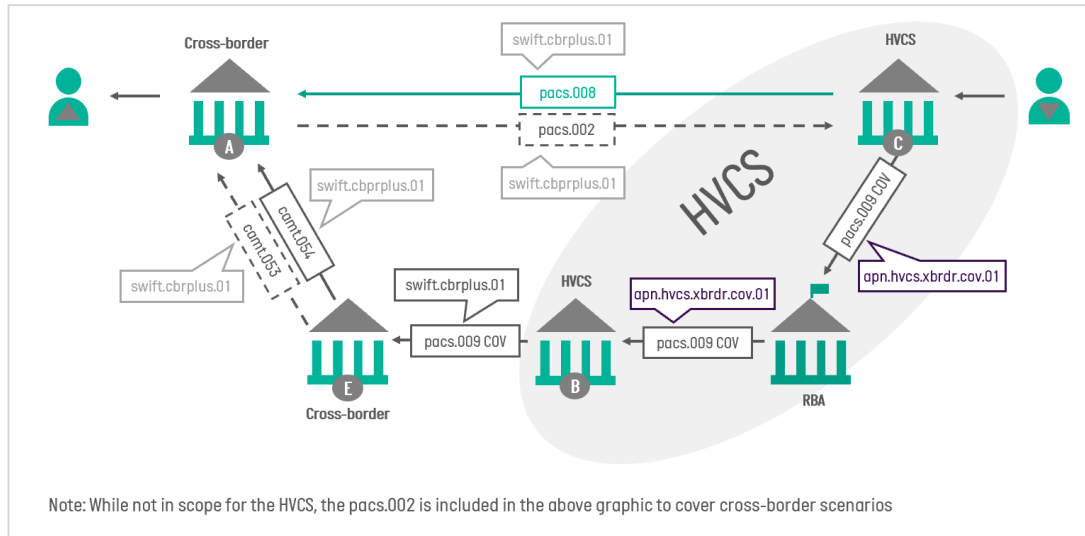 Cross-border
swift.cbrplus.01
HVCS
pacs.008
pacs.002
A
C
swift.cbprplus.01
swift.cbprplus.01
HVCS
pacs.009 COV
camt.054
camt.053
swift.cbrplus.01
swift.cbrplus.01
HVCS
apn.hvcs.xbrdr.cov.01
apn.hvcs.xbrdr.cov.01
pacs.009 COV
pacs.009 COV
E
B
Cross-border
RBA
Note: While not in scope for the HVCS, the pacs.002 is included in the above graphic to cover cross-border scenarios